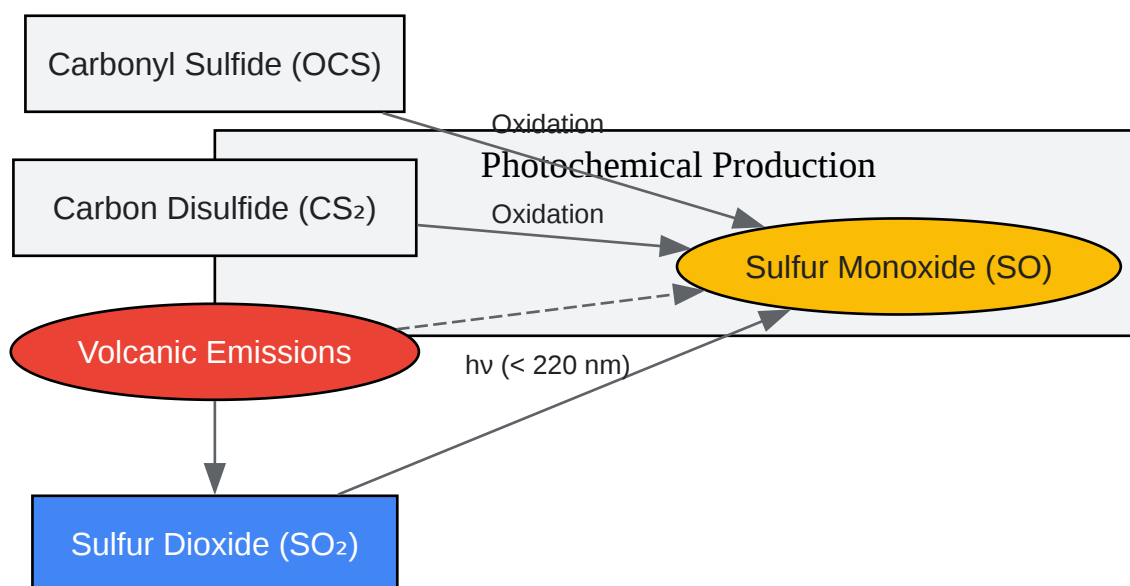 Carbonyl Sulfide (OCS)
Oxidation
Photochemical Production
Carbon Disulfide (CS₂)
Oxidation
Sulfur Monoxide (SO)
Volcanic Emissions
hν (< 220 nm)
Sulfur Dioxide (SO₂)